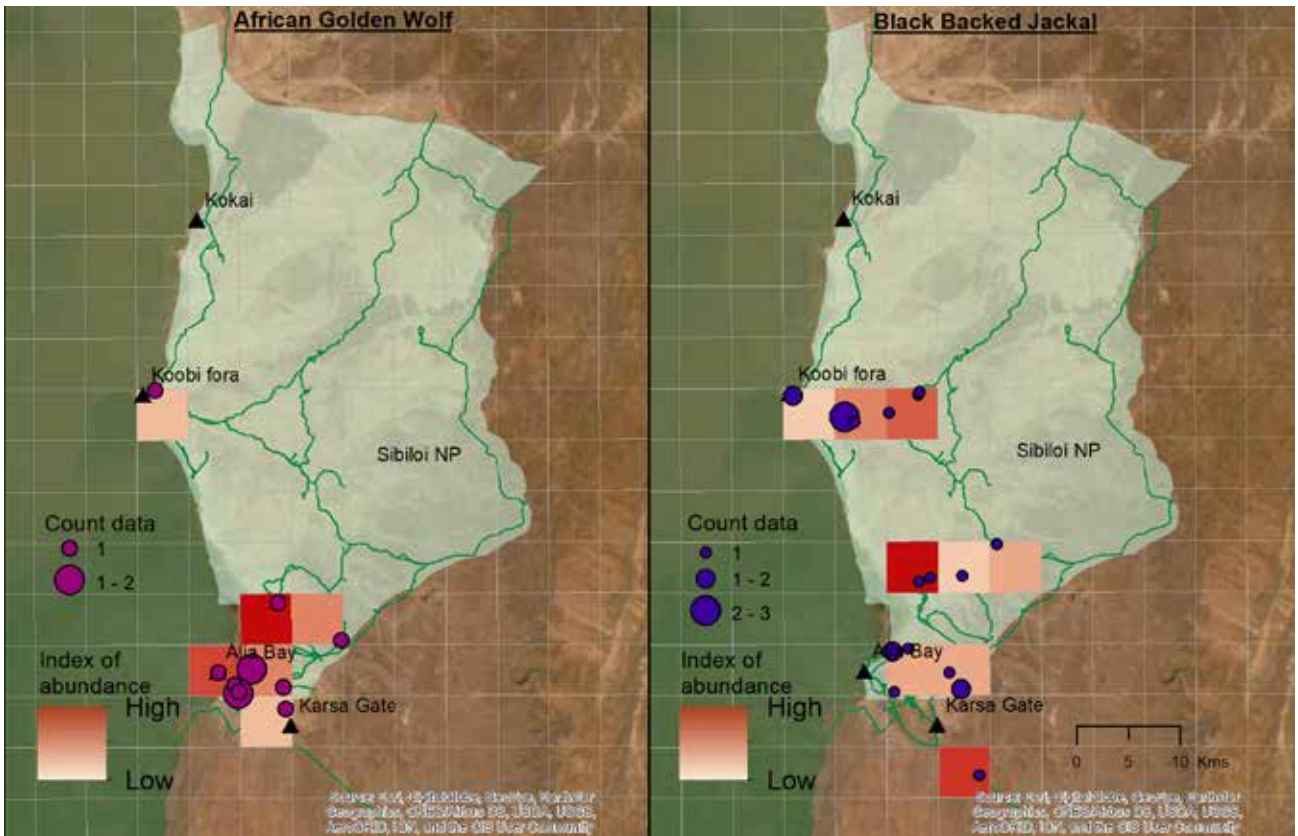 African Golden Wolf
Kokai
Koobi fora
Sibiloi NP
Count data
1
1 - 2
Alia Bay
Index of
abundance
High
Low
Karsa Gate
Black Backed Jackal
Kokai
Koobi fora
Sibiloi NP
Count data
1
1 - 2
2 - 3
Bay
Index of
abundance
High
Low
Karsa Gate
0 5 10 Kms